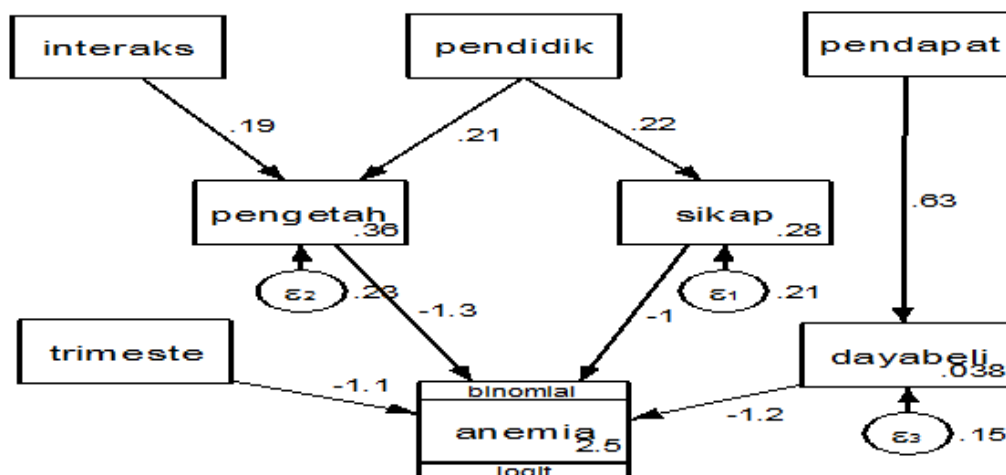 interaks
pendidik
pendapat
.19
.21
.22
.63
pengetah
.36
sikap
.28
ε₂
.23
ε₁
.21
-1.3
-1
trimeste
dayabeli
.038
-1.1
binomial
anemia
2.5
logit
-1.2
ε₃
.15